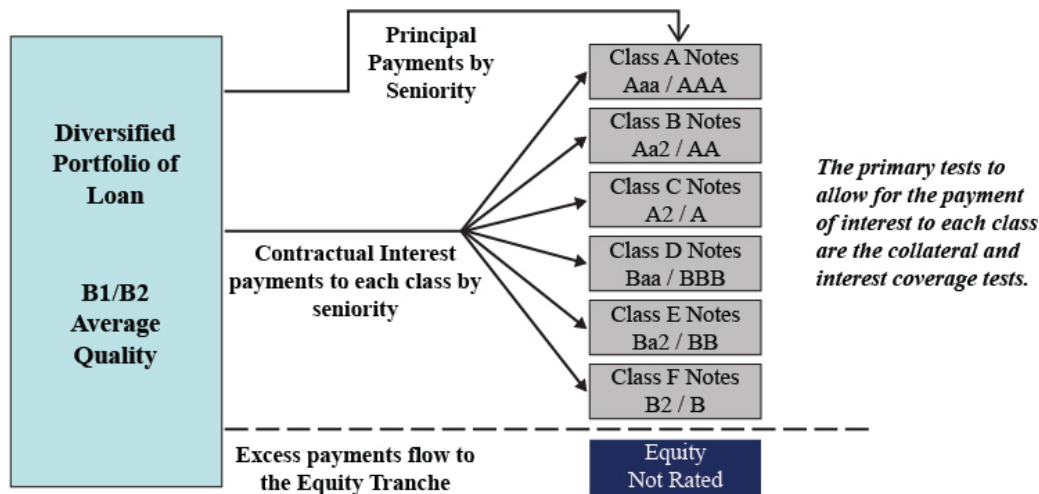 Diversified
Portfolio of
Loan
B1/B2
Average
Quality
Principal
Payments by
Seniority
Contractual Interest
payments to each class by
seniority
Excess payments flow to
the Equity Tranche
Class A Notes
Aaa / AAA
Class B Notes
Aa2 / AA
Class C Notes
A2 / A
Class D Notes
Baa / BBB
Class E Notes
Ba2 / BB
Class F Notes
B2 / B
Equity
Not Rated
The primary tests to
allow for the payment
of interest to each class
are the collateral and
interest coverage tests.